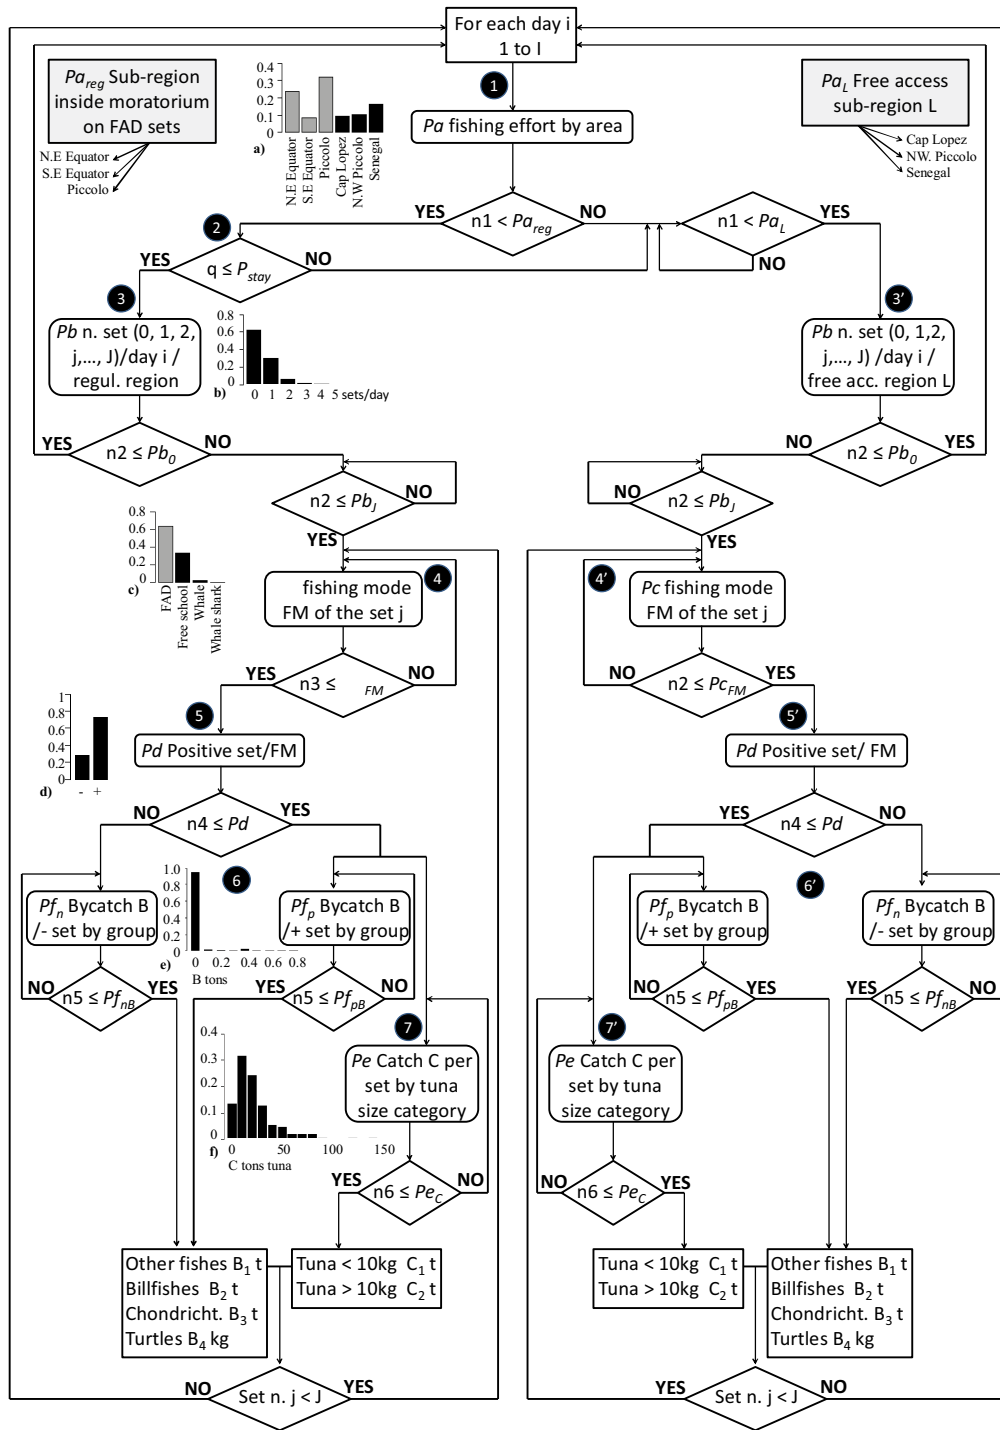 For each day i
1 to I
Pa_reg Sub-region
inside moratorium
on FAD sets
N.E Equator
S.E Equator
Piccolo
0.4
0.3
0.2
0.1
0
a)
N.E Equator
S.E Equator
Piccolo
Cap Lopez
N.W Piccolo
Senegal
1
Pa fishing effort by area
Pa_L Free access
sub-region L
Cap Lopez
NW. Piccolo
Senegal
YES
n1 < Pa_reg
NO
n1 < Pa_L
YES
NO
2
YES
q ≤ P_stay
NO
3
Pb n. set (0, 1, 2,
j,..., J)/day i /
regul. region
0.8
0.6
0.4
0.2
0
b)
0 1 2 3 4 5 sets/day
3'
Pb n. set (0, 1,2,
j,..., J) /day i /
free acc. region L
YES
n2 ≤ Pb_0
NO
NO
n2 ≤ Pb_0
YES
n2 ≤ Pb_J
NO
YES
NO
n2 ≤ Pb_J
YES
0.8
0.6
0.4
0.2
0
c)
FAD
Free school
Whale
Whale shark
4
fishing mode
FM of the set j
4'
Pc fishing mode
FM of the set j
YES
n3 ≤ FM
NO
NO
n2 ≤ Pc_FM
YES
1
0.8
0.6
0.4
0.2
0
d)
- +
5
Pd Positive set/FM
5'
Pd Positive set/ FM
NO
n4 ≤ Pd
YES
YES
n4 ≤ Pd
NO
6
Pf_n Bycatch B
/- set by group
1.0
0.8
0.6
0.4
0.2
0
e)
0 0.2 0.4 0.6 0.8
B tons
Pf_p Bycatch B
/+ set by group
6'
Pf_p Bycatch B
/+ set by group
Pf_n Bycatch B
/- set by group
NO
n5 ≤ Pf_nB
YES
YES
n5 ≤ Pf_pB
NO
NO
n5 ≤ Pf_pB
YES
YES
n5 ≤ Pf_nB
NO
0.4
0.3
0.2
0.1
0
f)
0 50 100 150
C tons tuna
7
Pe Catch C per
set by tuna
size category
7'
Pe Catch C per
set by tuna
size category
YES
n6 ≤ Pe_C
NO
NO
n6 ≤ Pe_C
YES
Other fishes B_1 t
Billfishes B_2 t
Chondricht. B_3 t
Turtles B_4 kg
Tuna < 10kg C_1 t
Tuna > 10kg C_2 t
Tuna < 10kg C_1 t
Tuna > 10kg C_2 t
Other fishes B_1 t
Billfishes B_2 t
Chondricht. B_3 t
Turtles B_4 kg
NO
Set n. j < J
YES
YES
Set n. j < J
NO